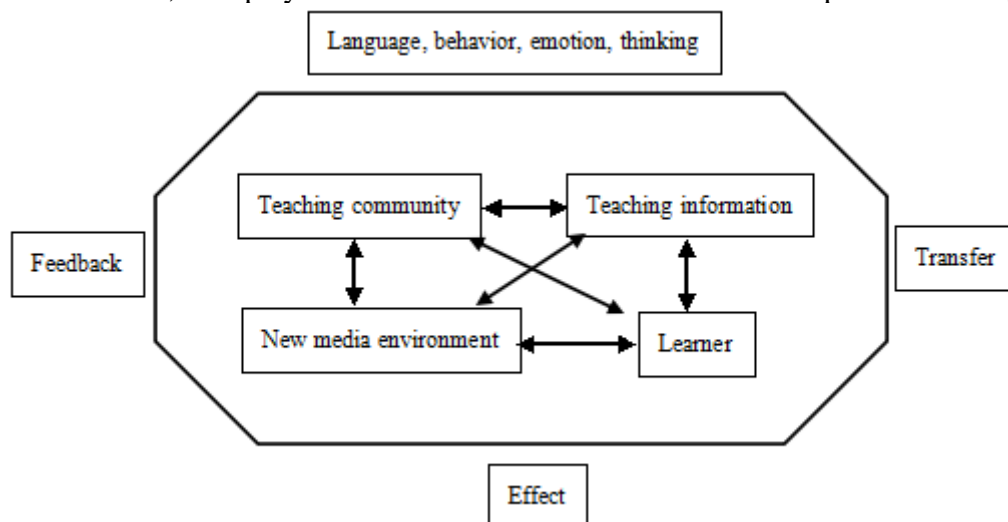 Language, behavior, emotion, thinking
Teaching community
Teaching information
Feedback
Transfer
New media environment
Learner
Effect